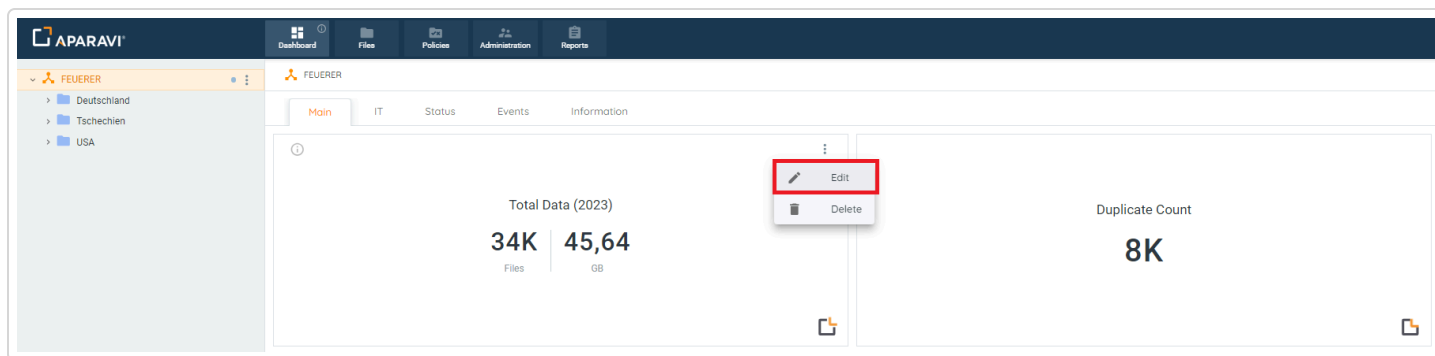 APARAVI
Dashboard
Files
Policies
Administration
Reports
FEUERER
Deutschland
Tschechien
USA
FEUERER
Main
IT
Status
Events
Information
Edit
Delete
Total Data (2023)
34K 45,64
Files GB
Duplicate Count
8K